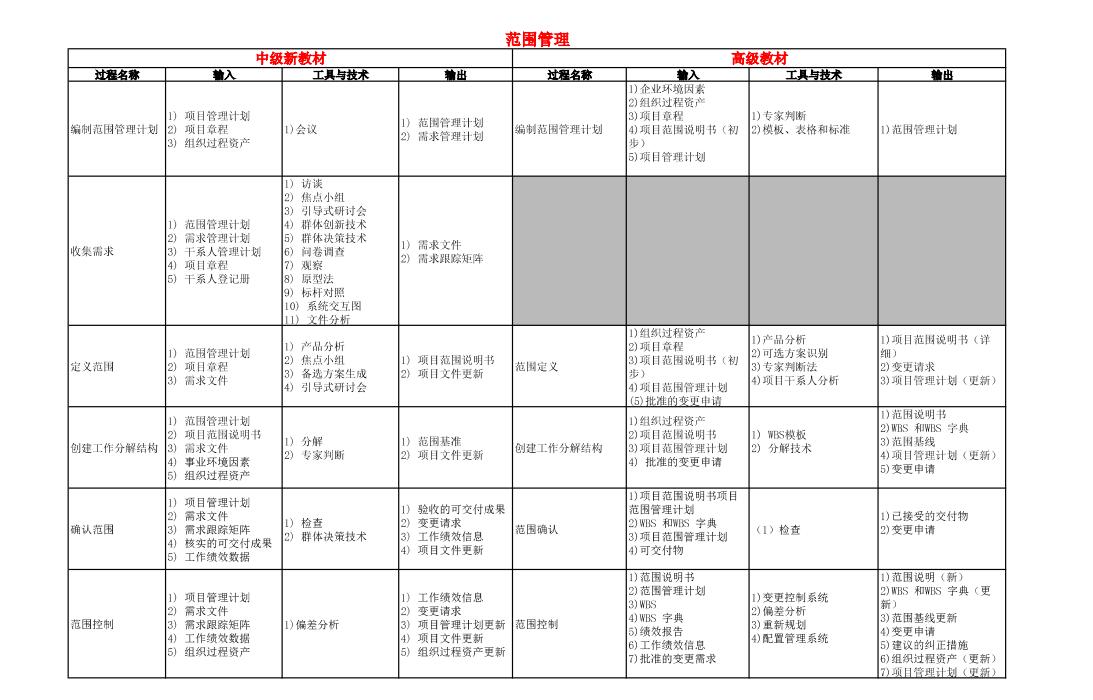 范围管理
中级新教材
高级教材
过程名称
输入
工具与技术
输出
过程名称
输入
工具与技术
输出
编制范围管理计划
1) 项目管理计划
2) 项目章程
3) 组织过程资产
1)会议
1) 范围管理计划
2) 需求管理计划
编制范围管理计划
1)企业环境因素
2)组织过程资产
3)项目章程
4)项目范围说明书（初
步）
5)项目管理计划
1)专家判断
2)模板、表格和标准
1)范围管理计划
收集需求
1) 范围管理计划
2) 需求管理计划
3) 干系人管理计划
4) 项目章程
5) 干系人登记册
1) 访谈
2) 焦点小组
3) 引导式研讨会
4) 群体创新技术
5) 群体决策技术
6) 问卷调查
7) 观察
8) 原型法
9) 标杆对照
10) 系统交互图
11) 文件分析
1) 需求文件
2) 需求跟踪矩阵
定义范围
1) 范围管理计划
2) 项目章程
3) 需求文件
1) 产品分析
2) 焦点小组
3) 备选方案生成
4) 引导式研讨会
1) 项目范围说明书
2) 项目文件更新
范围定义
1)组织过程资产
2)项目章程
3)项目范围说明书（初
步）
4)项目范围管理计划
(5)批准的变更申请
1)产品分析
2)可选方案识别
3)专家判断法
4)项目干系人分析
1)项目范围说明书（详
细）
2)变更请求
3)项目管理计划（更新）
创建工作分解结构
1) 范围管理计划
2) 项目范围说明书
3) 需求文件
4) 事业环境因素
5) 组织过程资产
1) 分解
2) 专家判断
1) 范围基准
2) 项目文件更新
创建工作分解结构
1)组织过程资产
2)项目范围说明书
3)项目范围管理计划
4) 批准的变更申请
1) WBS模板
2) 分解技术
1)范围说明书
2)WBS 和WBS 字典
3)范围基线
4)项目管理计划（更新）
5)变更申请
确认范围
1) 项目管理计划
2) 需求文件
3) 需求跟踪矩阵
4) 核实的可交付成果
5) 工作绩效数据
1) 检查
2) 群体决策技术
1) 验收的可交付成果
2) 变更请求
3) 工作绩效信息
4) 项目文件更新
范围确认
1)项目范围说明书项目
范围管理计划
2)WBS 和WBS 字典
3)项目范围管理计划
4)可交付物
（1）检查
1)已接受的交付物
2)变更申请
范围控制
1) 项目管理计划
2) 需求文件
3) 需求跟踪矩阵
4) 工作绩效数据
5) 组织过程资产
1)偏差分析
1) 工作绩效信息
2) 变更请求
3) 项目管理计划更新
4) 项目文件更新
5) 组织过程资产更新
范围控制
1)范围说明书
2)范围管理计划
3)WBS
4)WBS 字典
5)绩效报告
6)工作绩效信息
7)批准的变更需求
1)变更控制系统
2)偏差分析
3)重新规划
4)配置管理系统
1)范围说明（新）
2)WBS 和WBS 字典（更
新）
3)范围基线更新
4)变更申请
5)建议的纠正措施
6)组织过程资产（更新）
7)项目管理计划（更新）